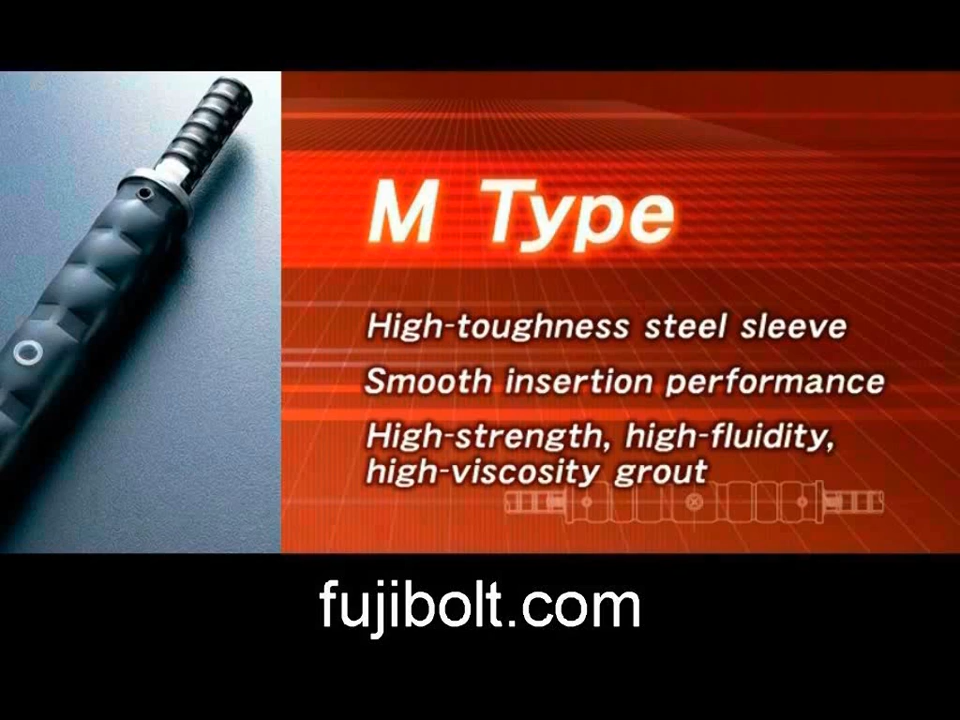 M Type
High-toughness steel sleeve
Smooth insertion performance
High-strength, high-fluidity,
high-viscosity grout
fujibolt.com